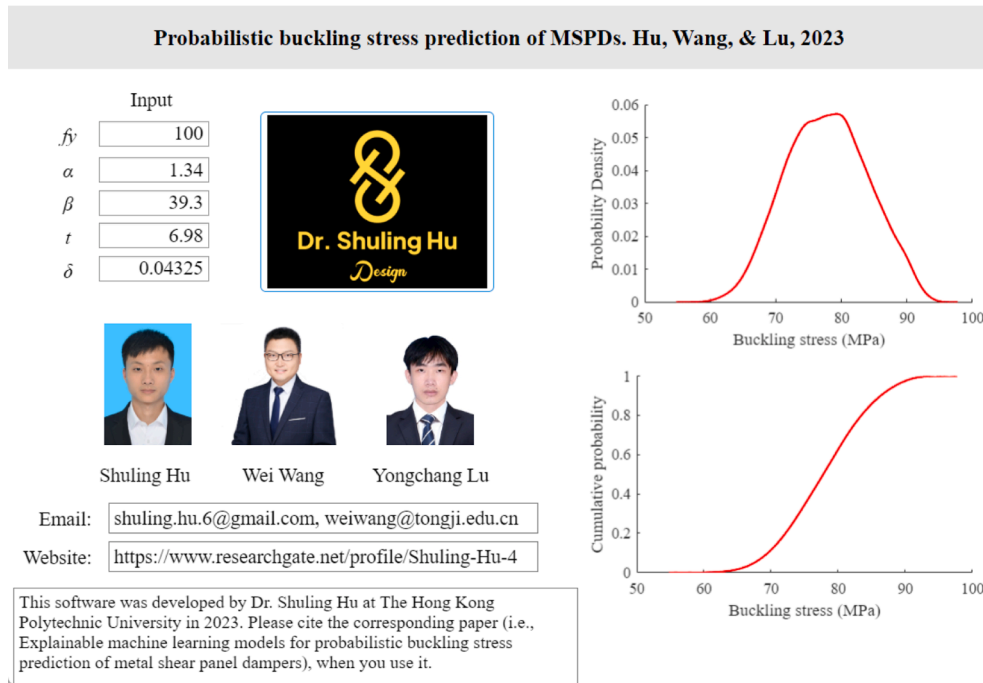 Probabilistic buckling stress prediction of MSPDs. Hu, Wang, & Lu, 2023
Input
fy 100
α 1.34
β 39.3
t 6.98
δ 0.04325
Dr. Shuling Hu
Design
Shuling Hu Wei Wang Yongchang Lu
Email: shuling.hu.6@gmail.com, weiwang@tongji.edu.cn
Website: https://www.researchgate.net/profile/Shuling-Hu-4
This software was developed by Dr. Shuling Hu at The Hong Kong
Polytechnic University in 2023. Please cite the corresponding paper (i.e.,
Explainable machine learning models for probabilistic buckling stress
prediction of metal shear panel dampers), when you use it.
Probability Density
0.06
0.05
0.04
0.03
0.02
0.01
0
50 60 70 80 90 100
Buckling stress (MPa)
Cumulative probability
1
0.8
0.6
0.4
0.2
0
50 60 70 80 90 100
Buckling stress (MPa)